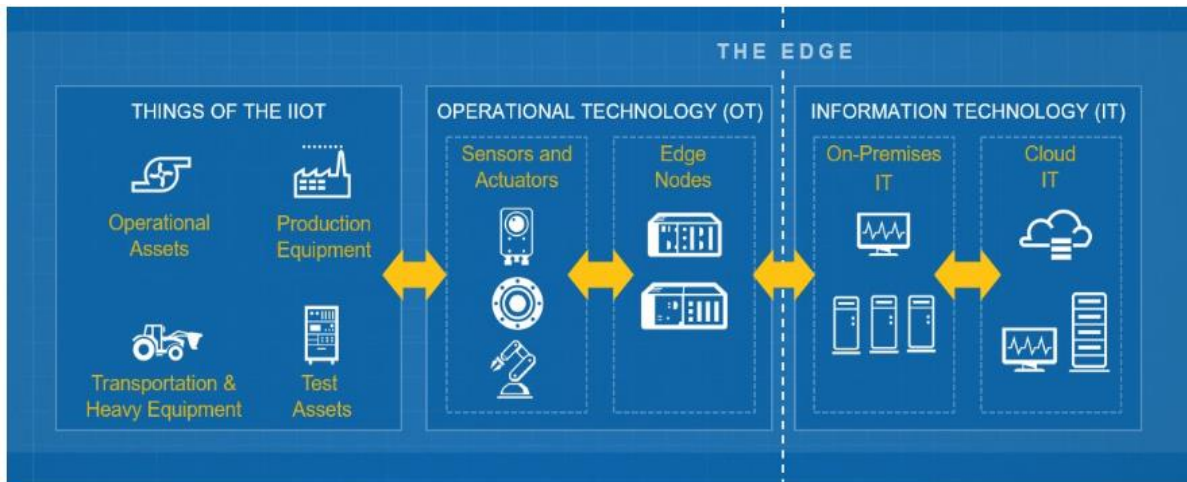 THE EDGE
THINGS OF THE IIOT
Operational
Assets
Production
Equipment
Transportation &
Heavy Equipment
Test
Assets
OPERATIONAL TECHNOLOGY (OT)
Sensors and
Actuators
Edge
Nodes
INFORMATION TECHNOLOGY (IT)
On-Premises
IT
Cloud
IT